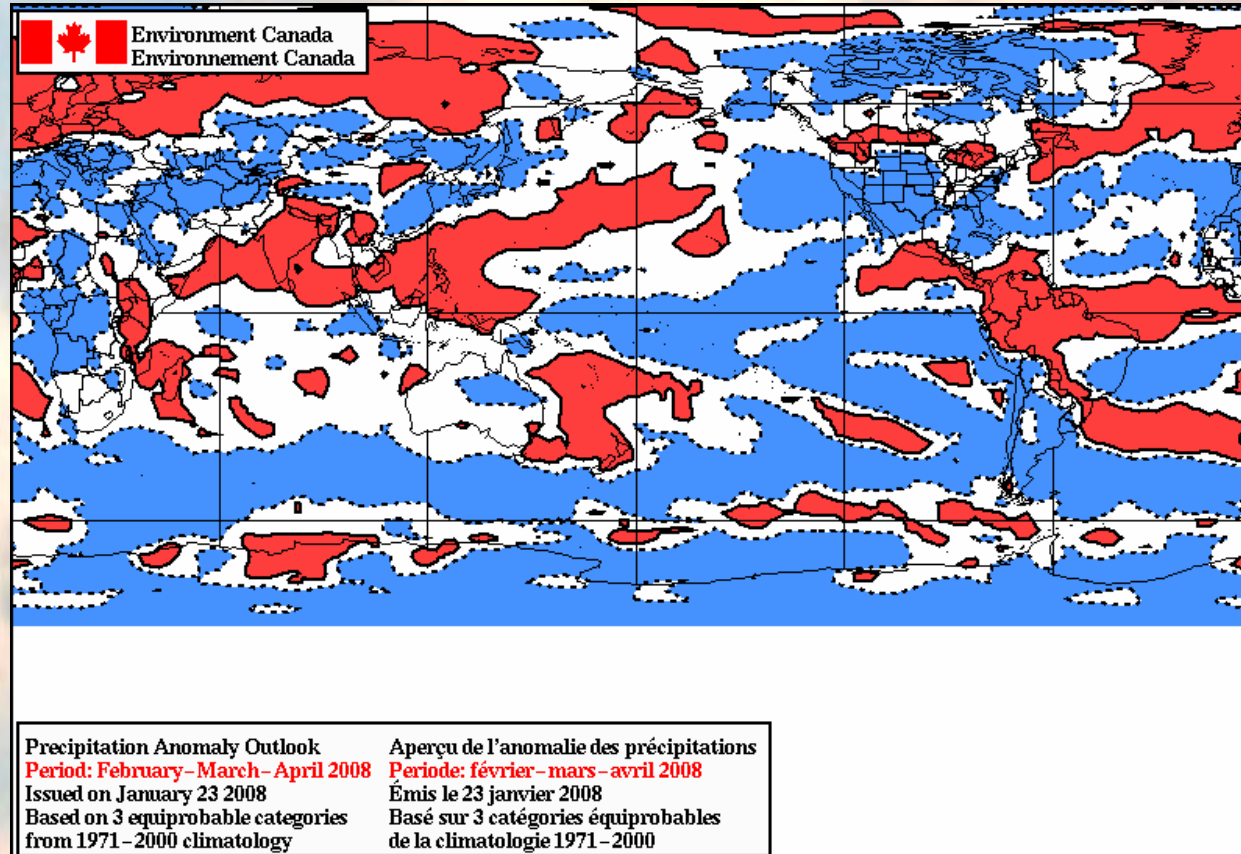 Environment Canada
Environnement Canada
Precipitation Anomaly Outlook
Period: February-March-April 2008
Issued on January 23 2008
Based on 3 equiprobable categories
from 1971-2000 climatology
Aperçu de l'anomalie des précipitations
Periode: février-mars-avril 2008
Émis le 23 janvier 2008
Basé sur 3 catégories équiprobables
de la climatologie 1971-2000